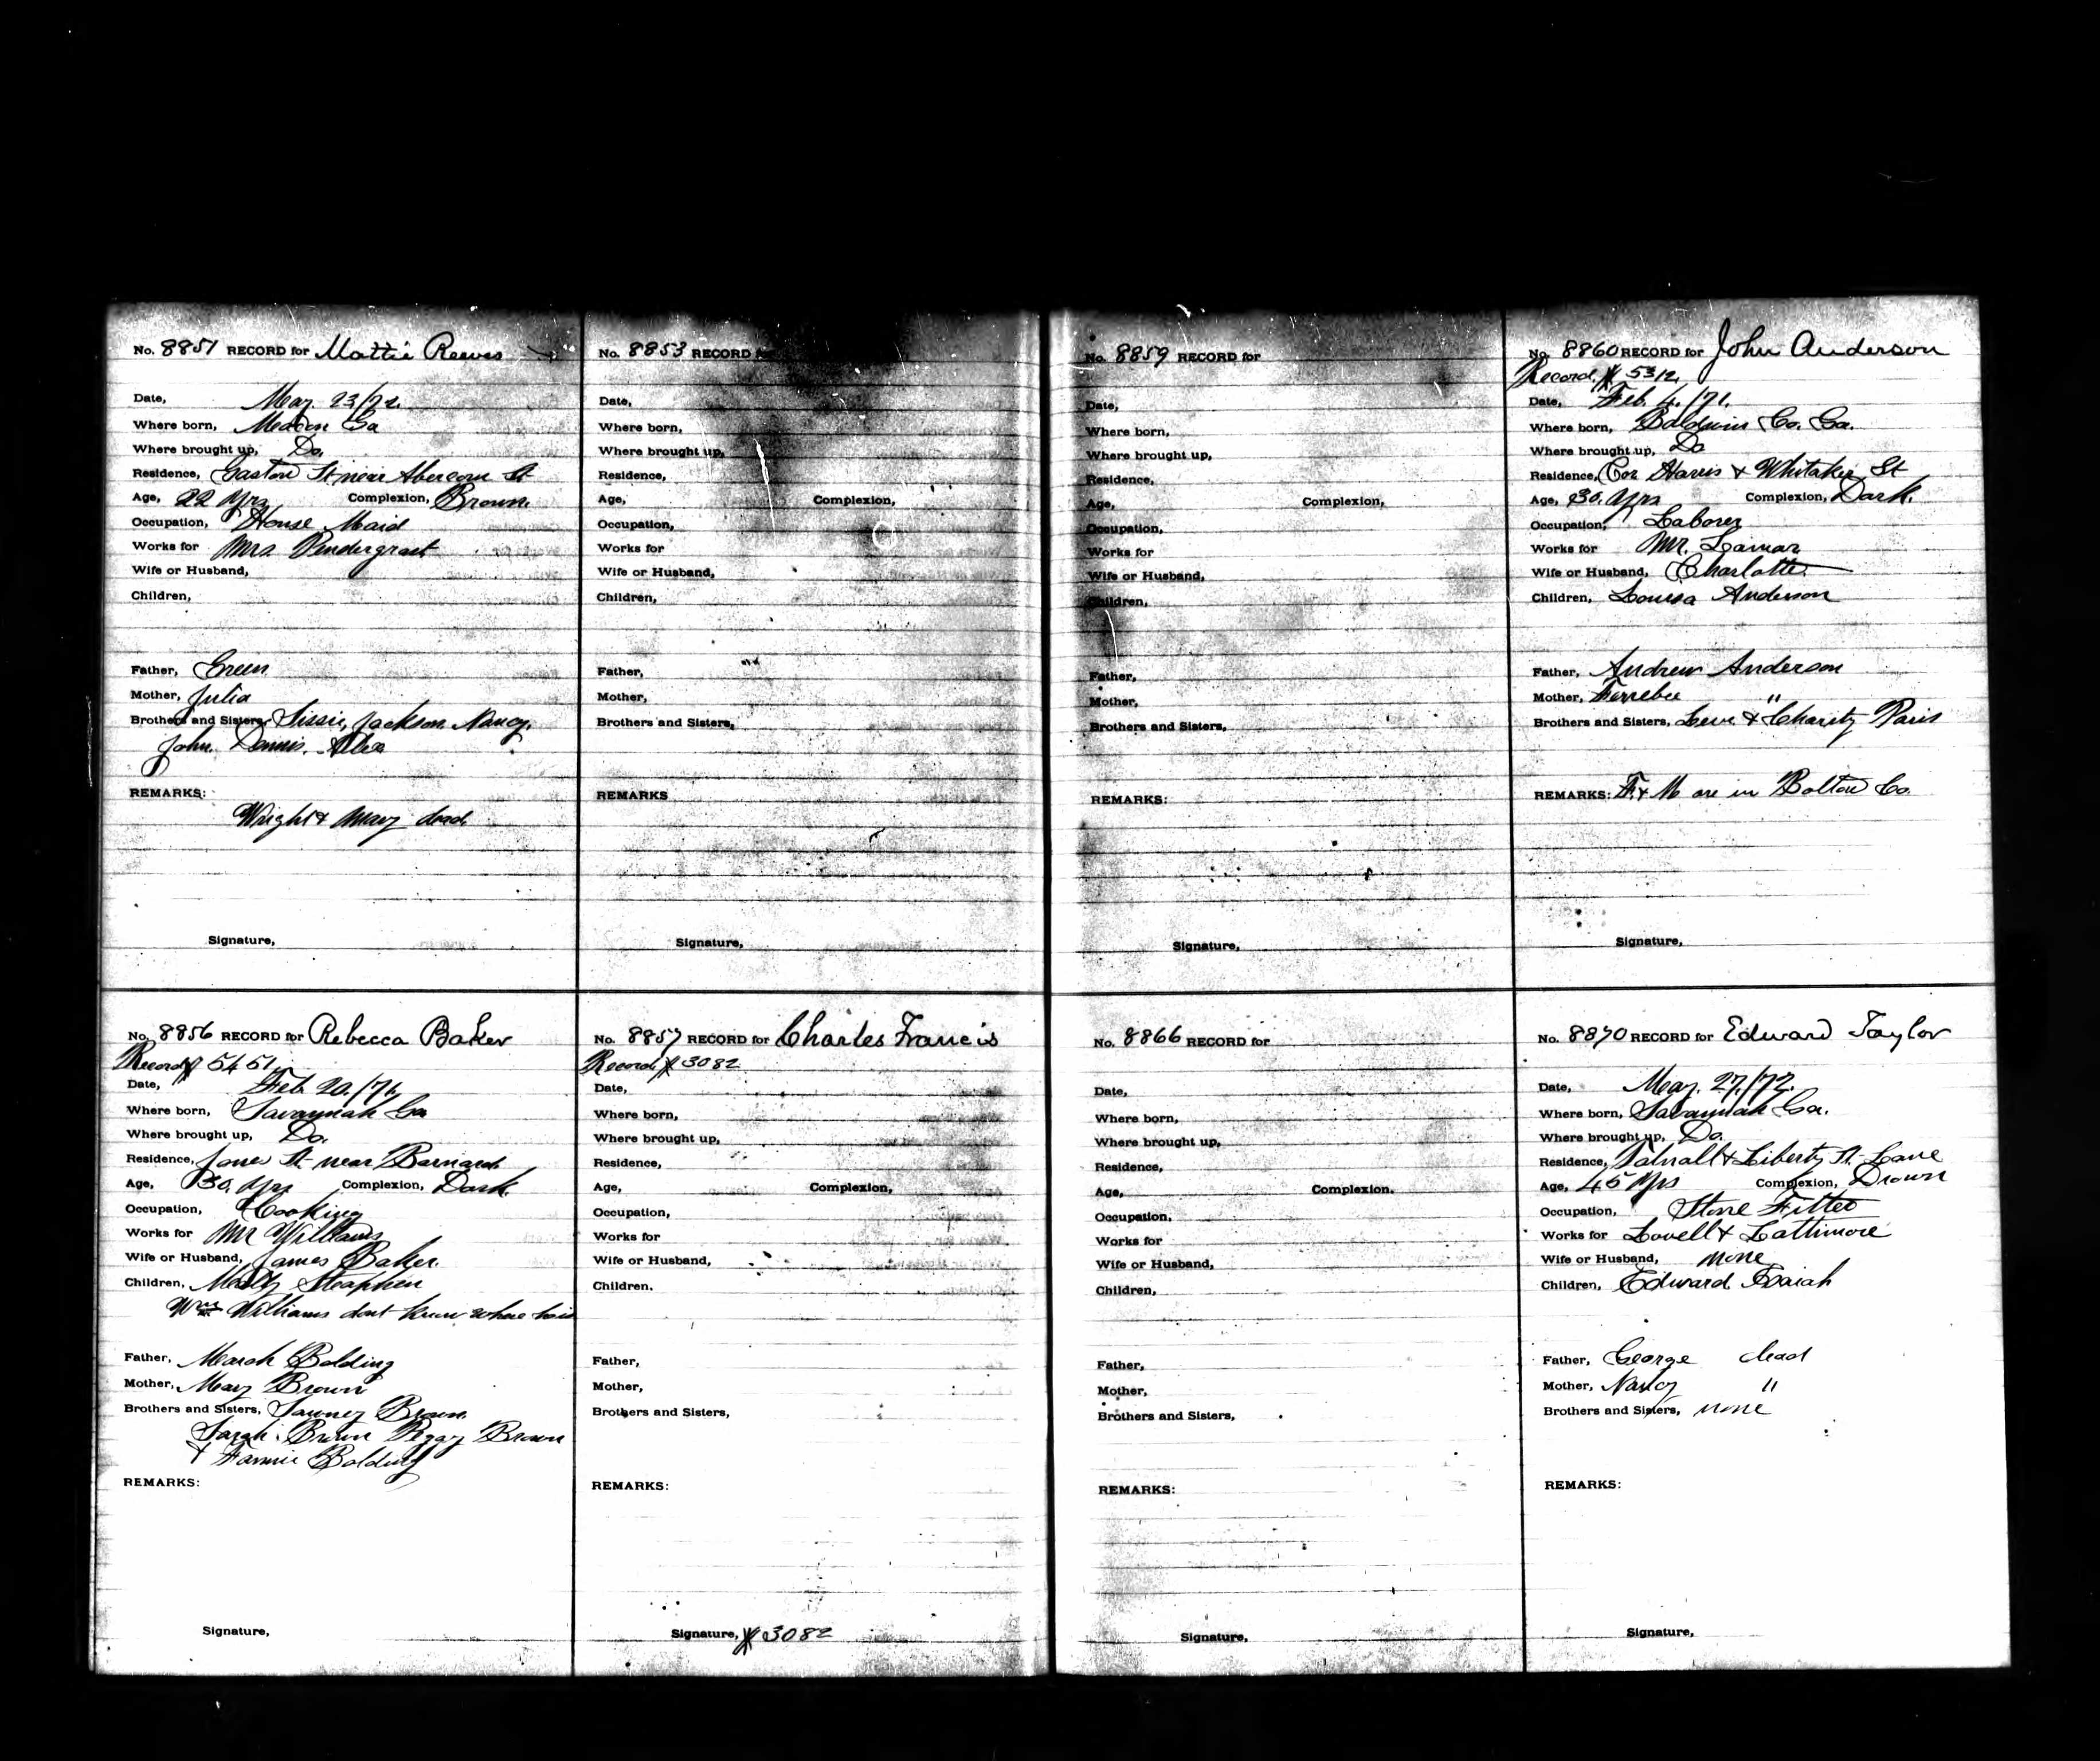 No. 8851 RECORD for Mattie Reeves
Date, May. 23/72.
Where born, Macon Ga
Where brought up, Do.
Residence, Gaston St near Abercorn St
Age, 22 Yrs Complexion, Brown.
Occupation, House Maid
Works for Mrs. Pendergrast
Wife or Husband,
Children,
Father, Green
Mother, Julia
Brothers and Sisters, Sissie, Jackson Nancy.
John. Dennis. Alex
REMARKS:
Wright & Mary dead.
Signature,
No. 8853 RECORD
Date,
Where born,
Where brought up,
Residence,
Age, Complexion,
Occupation,
Works for
Wife or Husband,
Children,
Father,
Mother,
Brothers and Sisters,
REMARKS
Signature,
No. 8856 RECORD for Rebecca Baker
Record # 5451.
Date, Feb 20./71.
Where born, Savannah Ga
Where brought up, Do.
Residence, Jones St. near Barnard
Age, 30. Yrs Complexion, Dark.
Occupation, Cooking
Works for Mr Williams
Wife or Husband, James Baker.
Children, Steaphen
Wm Williams dont know where
Father, March Bolding
Mother, May Brown
Brothers and Sisters, Sawney Brown.
Sarah. Brown Pegay Brown
& Fannie Bolding
REMARKS:
Signature,
No. 8857 RECORD for Charles Francis
Record # 3082
Date,
Where born,
Where brought up,
Residence,
Age, Complexion,
Occupation,
Works for
Wife or Husband,
Children.
Father,
Mother,
Brothers and Sisters,
REMARKS:
Signature, # 3082
No. 8859 RECORD for
Date,
Where born,
Where brought up,
Residence,
Age, Complexion,
Occupation,
Works for
Wife or Husband,
Children,
Father,
Mother,
Brothers and Sisters,
REMARKS:
Signature,
No. 8860 RECORD for John Anderson
Record, # 5312.
Date, Feb. 4. /71.
Where born, Baldwin Co. Ga.
Where brought up, Do
Residence, Cor Harris & Whitaker St
Age, 30. Yrs Complexion, Dark.
Occupation, Laborer
Works for Mr. Lamar
Wife or Husband, Charlotte
Children, Louisa Anderson
Father, Andrew Anderson
Mother, Ferrebee "
Brothers and Sisters, Levi & Charity Paris
REMARKS: F. & M are in Bolton Co.
Signature,
No. 8866 RECORD for
Date,
Where born,
Where brought up,
Residence,
Age, Complexion.
Occupation,
Works for
Wife or Husband,
Children,
Father,
Mother,
Brothers and Sisters,
REMARKS:
Signature,
No. 8870 RECORD for Edward Taylor
Date, May. 27./72.
Where born, Savannah Ga.
Where brought up, Do.
Residence, Tatnall & Liberty St. Lane
Age, 45 Yrs Complexion, Brown
Occupation, Stove Fitter
Works for Lovell & Lattimore
Wife or Husband, none
Children, Edward Isaiah
Father, George dead
Mother, Nancy "
Brothers and Sisters, none
REMARKS:
Signature,